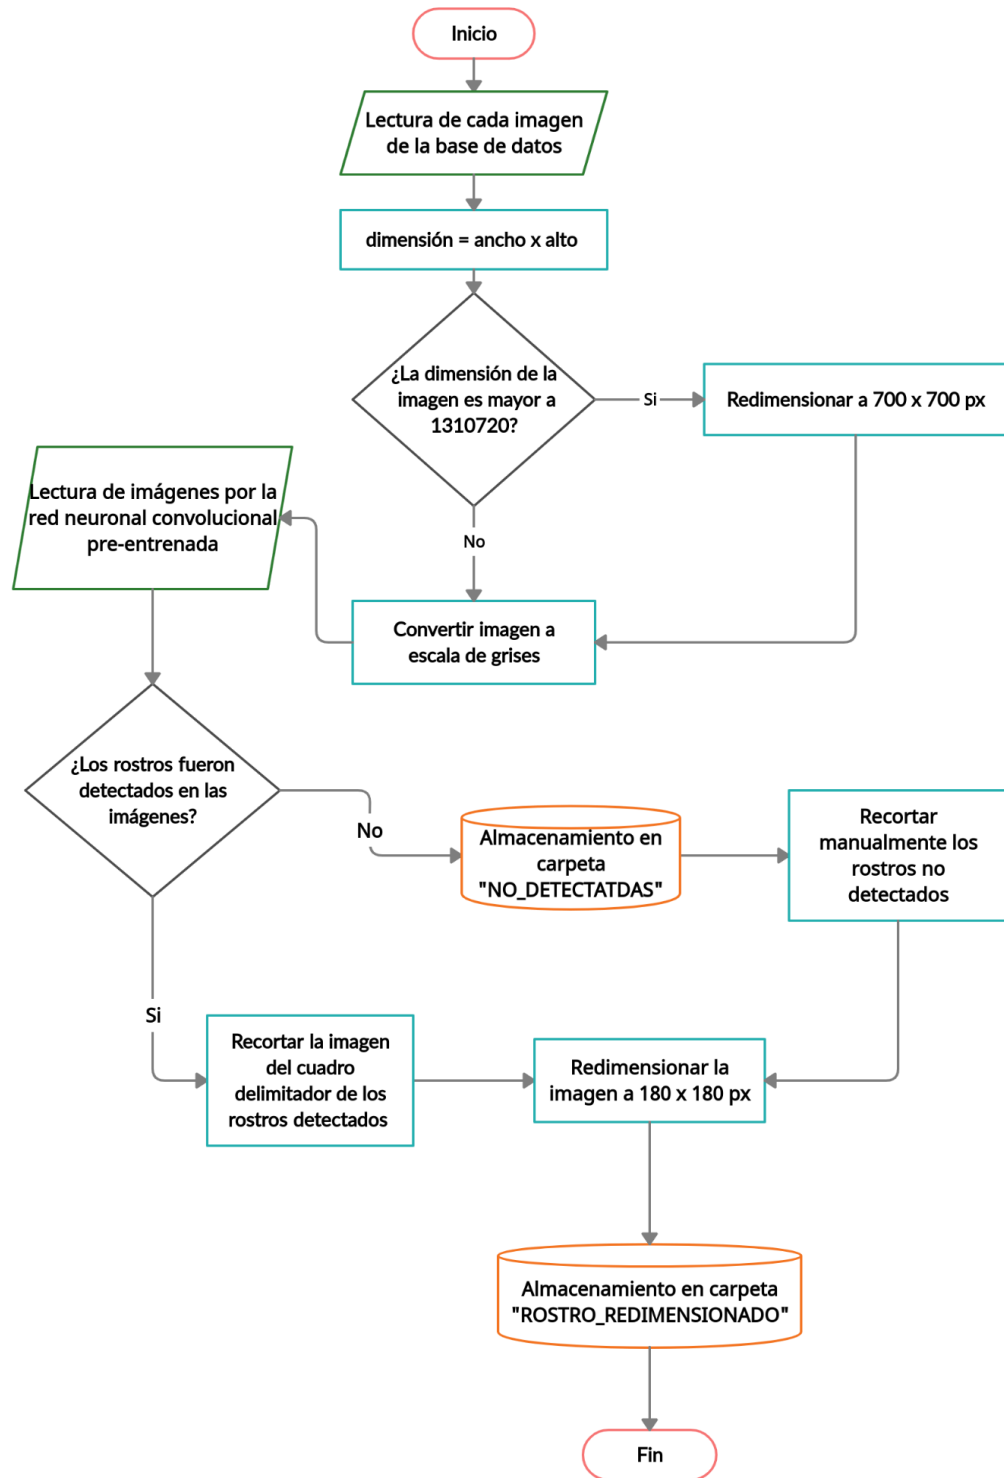 Inicio
Lectura de cada imagen
de la base de datos
dimensión = ancho x alto
¿La dimensión de la
imagen es mayor a
1310720?
Si
Redimensionar a 700 x 700 px
No
Convertir imagen a
escala de grises
Lectura de imágenes por la
red neuronal convolucional
pre-entrenada
¿Los rostros fueron
detectados en las
imágenes?
No
Almacenamiento en
carpeta
"NO_DETECTATDAS"
Recortar
manualmente los
rostros no
detectados
Si
Recortar la imagen
del cuadro
delimitador de los
rostros detectados
Redimensionar la
imagen a 180 x 180 px
Almacenamiento en carpeta
"ROSTRO_REDIMENSIONADO"
Fin